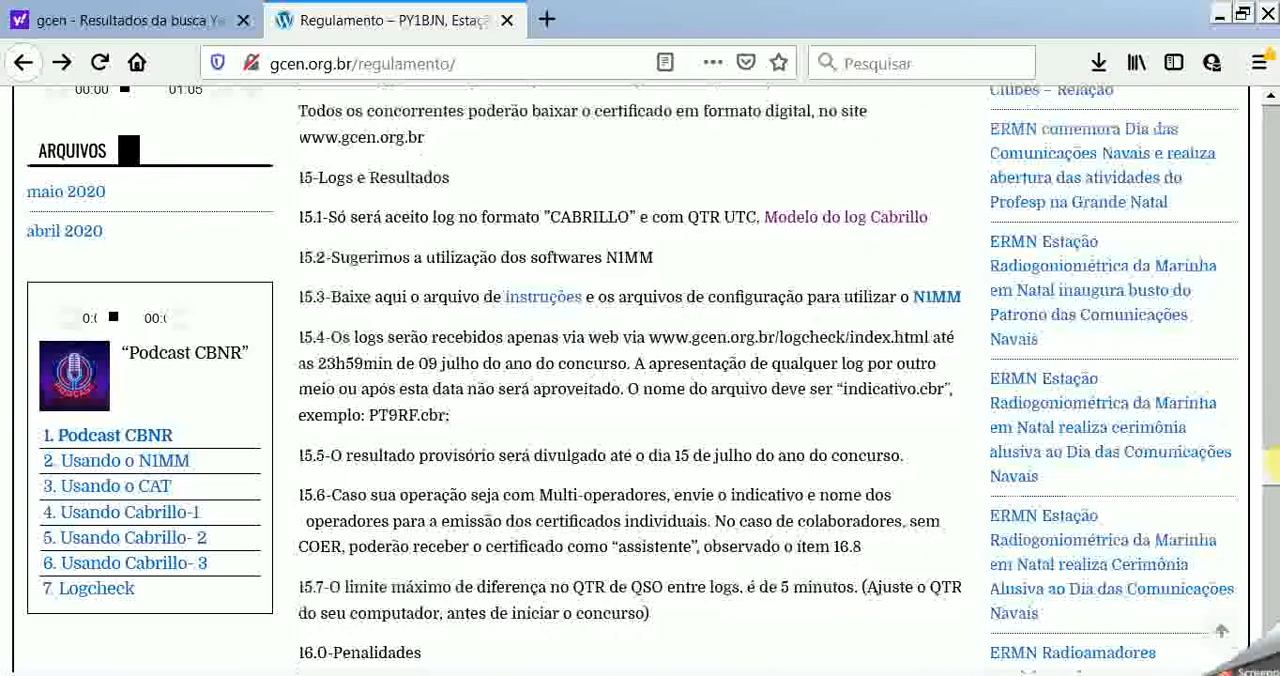 gcen - Resultados da busca
Regulamento – PY1BJN, Estaç
gcen.org.br/regulamento/
Pesquisar
00:00
01:05
ARQUIVOS
maio 2020
abril 2020
“Podcast CBNR”
1. Podcast CBNR
2. Usando o N1MM
3. Usando o CAT
4. Usando Cabrillo-1
5. Usando Cabrillo- 2
6. Usando Cabrillo- 3
7. Logcheck
Todos os concorrentes poderão baixar o certificado em formato digital, no site
www.gcen.org.br
15-Logs e Resultados
15.1-Só será aceito log no formato ”CABRILLO” e com QTR UTC, Modelo do log Cabrillo
15.2-Sugerimos a utilização dos softwares N1MM
15.3-Baixe aqui o arquivo de instruções e os arquivos de configuração para utilizar o N1MM
15.4-Os logs serão recebidos apenas via web via www.gcen.org.br/logcheck/index.html até
as 23h59min de 09 julho do ano do concurso. A apresentação de qualquer log por outro
meio ou após esta data não será aproveitado. O nome do arquivo deve ser “indicativo.cbr”,
exemplo: PT9RF.cbr;
15.5-O resultado provisório será divulgado até o dia 15 de julho do ano do concurso.
15.6-Caso sua operação seja com Multi-operadores, envie o indicativo e nome dos
operadores para a emissão dos certificados individuais. No caso de colaboradores, sem
COER, poderão receber o certificado como “assistente”, observado o item 16.8
15.7-O limite máximo de diferença no QTR de QSO entre logs, é de 5 minutos. (Ajuste o QTR
do seu computador, antes de iniciar o concurso)
16.0-Penalidades
Clubes – Relação
ERMN comemora Dia das
Comunicações Navais e realiza
abertura das atividades do
Profesp na Grande Natal
ERMN Estação
Radiogoniométrica da Marinha
em Natal inaugura busto do
Patrono das Comunicações
Navais
ERMN Estação
Radiogoniométrica da Marinha
em Natal realiza cerimônia
alusiva ao Dia das Comunicações
Navais
ERMN Estação
Radiogoniométrica da Marinha
em Natal realiza Cerimônia
Alusiva ao Dia das Comunicações
Navais
ERMN Radioamadores